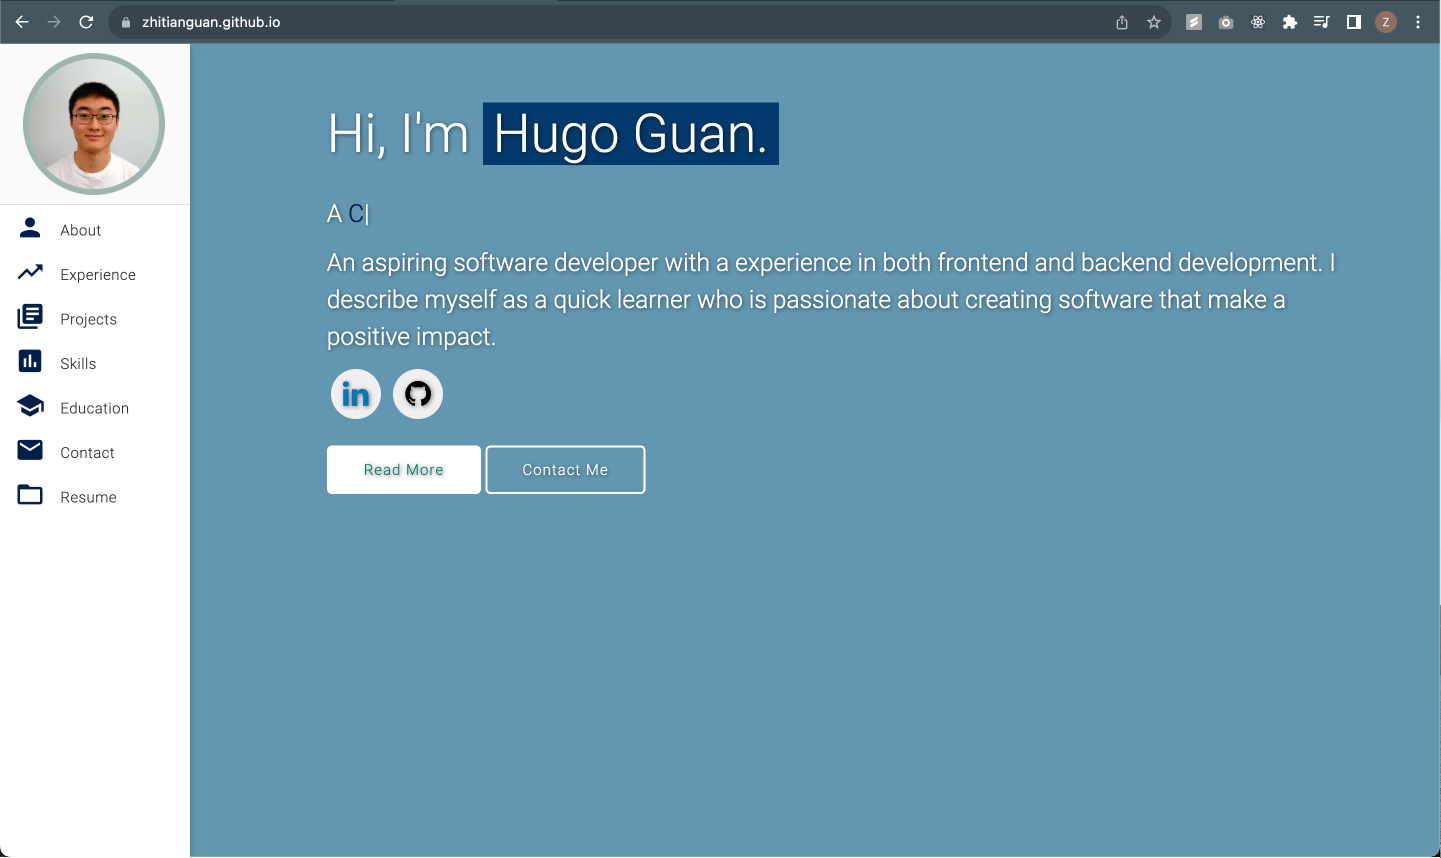 zhitianguan.github.io
Z
About
Experience
Projects
Skills
Education
Contact
Resume
Hi, I'm Hugo Guan.
A C|
An aspiring software developer with a experience in both frontend and backend development. I
describe myself as a quick learner who is passionate about creating software that make a
positive impact.
in
Read More
Contact Me